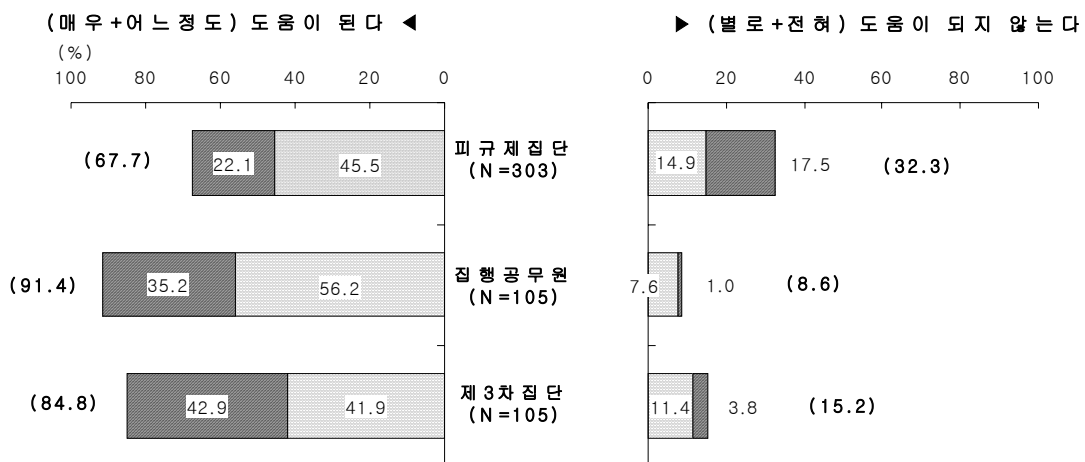 (매우+어느정도) 도움이 된다 ◀ ▶ (별로+전혀) 도움이 되지 않는다
(%)
100 80 60 40 20 0 0 20 40 60 80 100
(67.7) 22.1 45.5 피규제집단 14.9 17.5 (32.3)
(N=303)
(91.4) 35.2 56.2 집행공무원 7.6 1.0 (8.6)
(N=105)
(84.8) 42.9 41.9 제3차집단 11.4 3.8 (15.2)
(N=105)